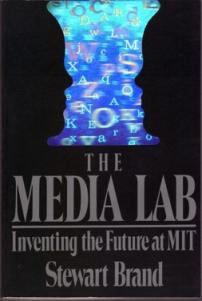 THE
MEDIA LAB
Inventing the Future at MIT
Stewart Brand